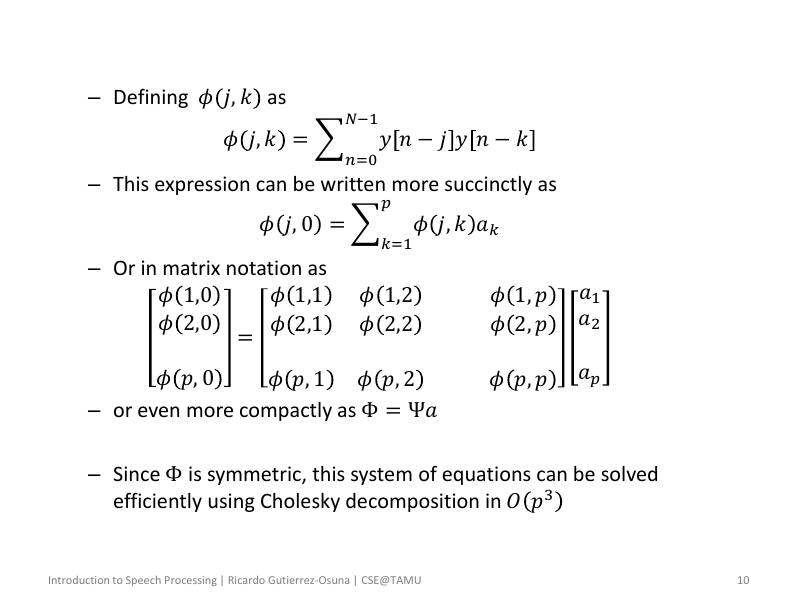 – Defining 𝜙(𝑗, 𝑘) as
𝜙(𝑗, 𝑘) = ∑_{𝑛=0}^{𝑁−1} 𝑦[𝑛 − 𝑗]𝑦[𝑛 − 𝑘]
– This expression can be written more succinctly as
𝜙(𝑗, 0) = ∑_{𝑘=1}^{𝑝} 𝜙(𝑗, 𝑘)𝑎_𝑘
– Or in matrix notation as
[𝜙(1,0) 𝜙(2,0) 𝜙(𝑝, 0)] = [𝜙(1,1) 𝜙(1,2) 𝜙(1, 𝑝) 𝜙(2,1) 𝜙(2,2) 𝜙(2, 𝑝) 𝜙(𝑝, 1) 𝜙(𝑝, 2) 𝜙(𝑝, 𝑝)] [𝑎_1 𝑎_2 𝑎_𝑝]
– or even more compactly as Φ = Ψ𝑎
– Since Φ is symmetric, this system of equations can be solved
efficiently using Cholesky decomposition in 𝑂(𝑝^3)
Introduction to Speech Processing | Ricardo Gutierrez-Osuna | CSE@TAMU
10